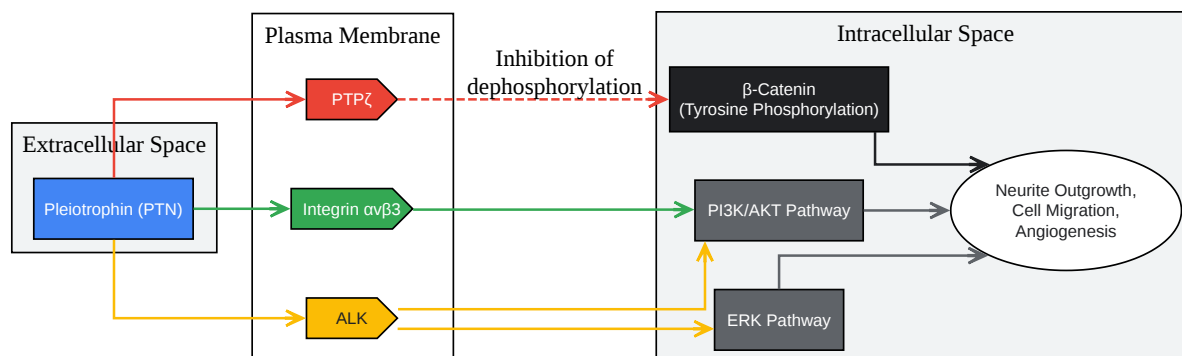 Plasma Membrane
Intracellular Space
Inhibition of
dephosphorylation
PTPζ
β-Catenin
(Tyrosine Phosphorylation)
Extracellular Space
Pleiotrophin (PTN)
Integrin αvβ3
PI3K/AKT Pathway
Neurite Outgrowth,
Cell Migration,
Angiogenesis
ALK
ERK Pathway